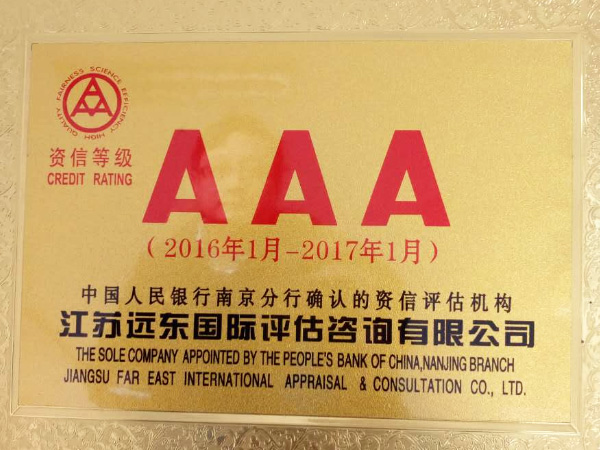 FAIRNESS SCIENCE EFFICIENCY HIGH QUALITY
资信等级
CREDIT RATING
AAA
(2016年1月-2017年1月)
中国人民银行南京分行确认的资信评估机构
江苏远东国际评估咨询有限公司
THE SOLE COMPANY APPOINTED BY THE PEOPLE'S BANK OF CHINA,NANJING BRANCH
JIANGSU FAR EAST INTERNATIONAL APPRAISAL & CONSULTATION CO., LTD.